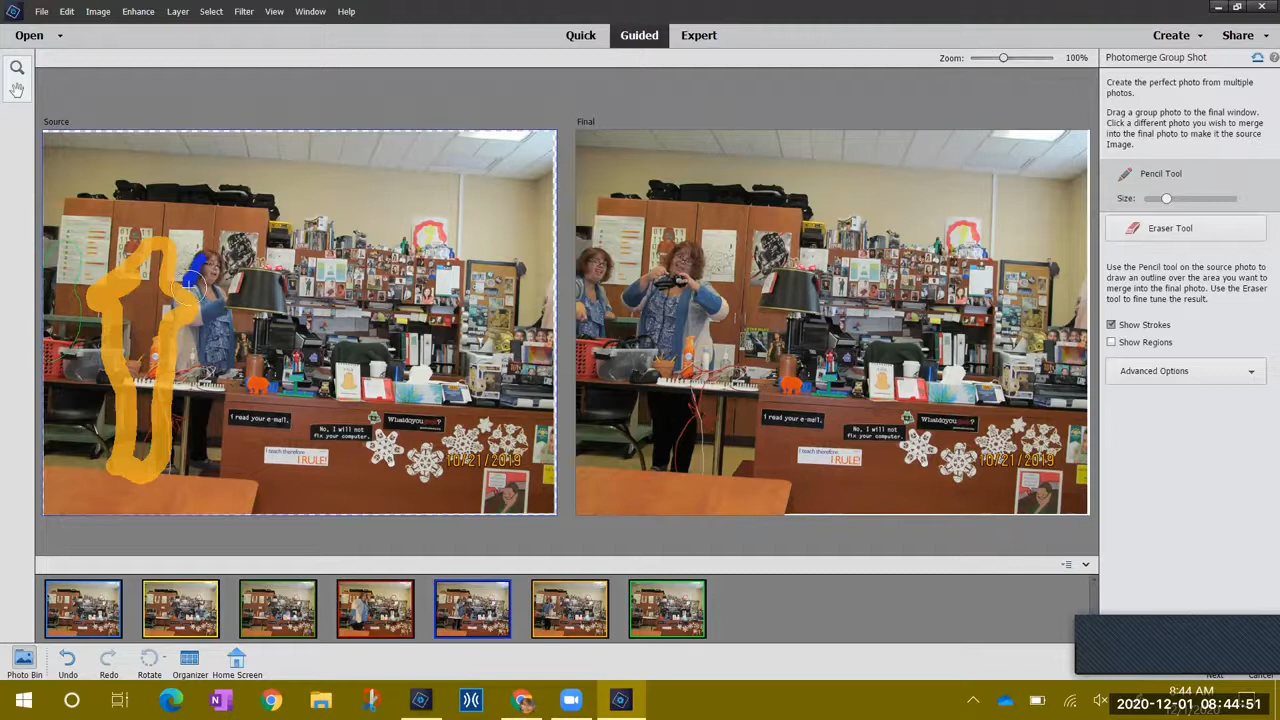 File Edit Image Enhance Layer Select Filter View Window Help
Open Quick Guided Expert Create Share
Zoom: 100%
Photomerge Group Shot
Create the perfect photo from multiple
photos.
Drag a group photo to the final window.
Click a different photo you wish to merge
into the final photo to make it the source
Image.
Pencil Tool
Size:
Eraser Tool
Use the Pencil tool on the source photo to
draw an outline over the area you want to
merge into the final photo. Use the Eraser
tool to fine tune the result.
Show Strokes
Show Regions
Advanced Options
Source
I read your e-mail.
No, I will not
fix your computer.
I teach therefore
I RULE!
10/21/2019
Final
I read your e-mail.
No, I will not
fix your computer.
I teach therefore
I RULE!
10/21/2019
Photo Bin Undo Redo Rotate Organizer Home Screen
8:44 AM
2020-12-01 08:44:51